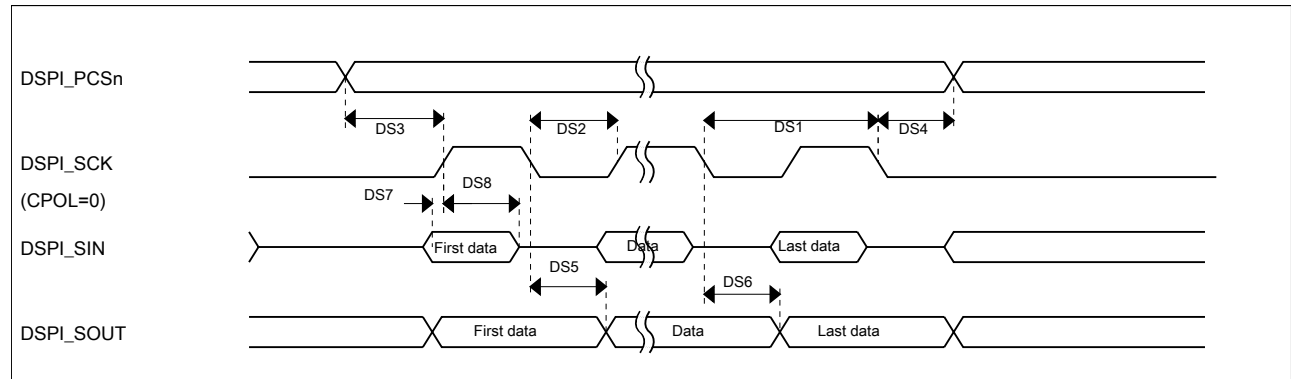 DSPI_PCSn
DS3
DS2
DS1
DS4
DSPI_SCK
(CPOL=0)
DS7
DS8
DSPI_SIN
First data
Data
Last data
DS5
DS6
DSPI_SOUT
First data
Data
Last data